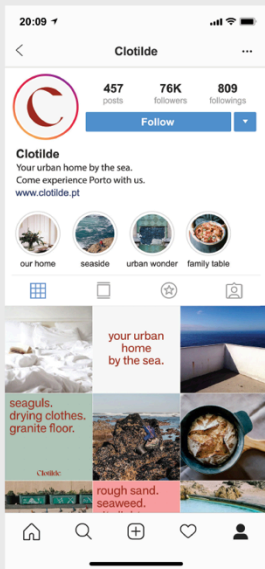 20:09
Clotilde
C
457
76K
809
posts
followers
followings
Follow
Clotilde
Your urban home by the sea.
Come experience Porto with us.
www.clotilde.pt
our home
seaside
urban wonder
family table
your urban
home
by the sea.
seaguls.
drying clothes.
granite floor.
Clotilde.
rough sand.
seaweed.